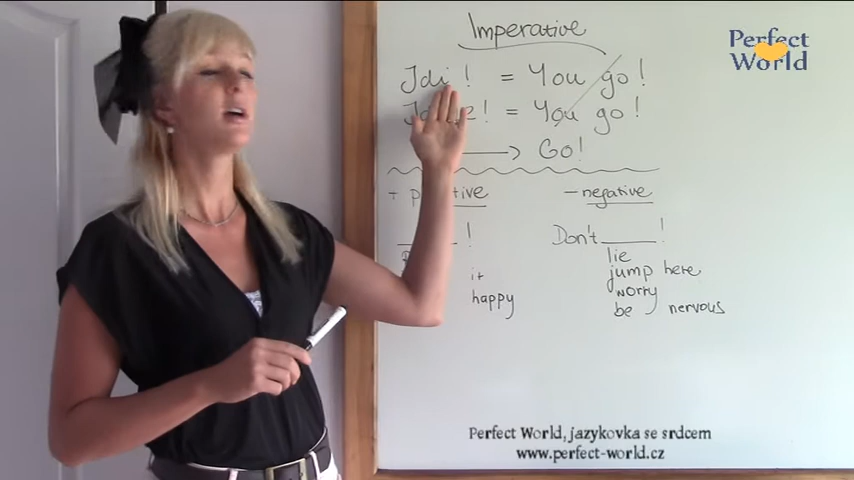 Imperative
Jdi! = You go!
! = You go!
→ Go!
+ - negative
! Don't ____!
lie
it jump here
happy worry
be nervous
Perfect World
Perfect World, jazykovka se srdcem
www.perfect-world.cz